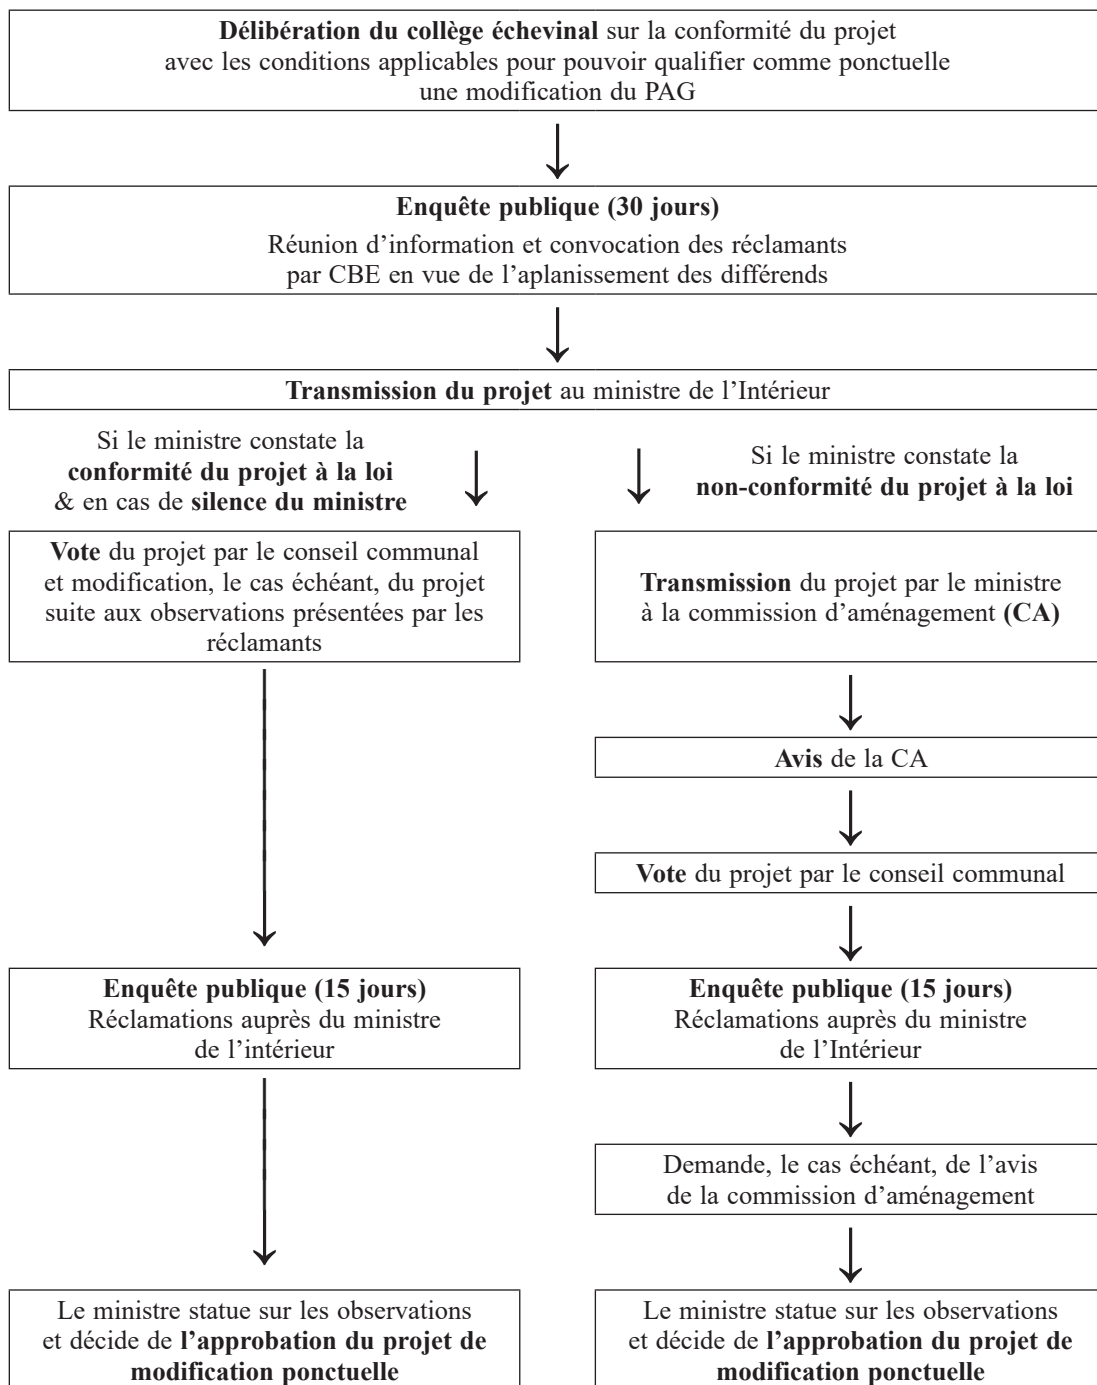 Délibération du collège échevinal sur la conformité du projet
avec les conditions applicables pour pouvoir qualifier comme ponctuelle
une modification du PAG
Enquête publique (30 jours)
Réunion d’information et convocation des réclamants
par CBE en vue de l’aplanissement des différends
Transmission du projet au ministre de l’Intérieur
Si le ministre constate la
conformité du projet à la loi
& en cas de silence du ministre
Si le ministre constate la
non-conformité du projet à la loi
Vote du projet par le conseil communal
et modification, le cas échéant, du projet
suite aux observations présentées par les
réclamants
Transmission du projet par le ministre
à la commission d’aménagement (CA)
Avis de la CA
Vote du projet par le conseil communal
Enquête publique (15 jours)
Réclamations auprès du ministre
de l’intérieur
Enquête publique (15 jours)
Réclamations auprès du ministre
de l’Intérieur
Demande, le cas échéant, de l’avis
de la commission d’aménagement
Le ministre statue sur les observations
et décide de l’approbation du projet de
modification ponctuelle
Le ministre statue sur les observations
et décide de l’approbation du projet de
modification ponctuelle